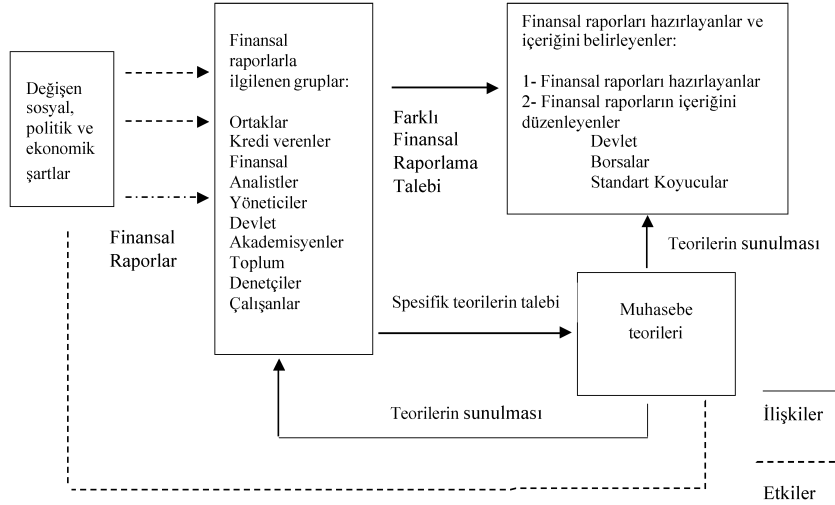 Değişen
sosyal,
politik ve
ekonomik
şartlar
Finansal
Raporlar
Finansal
raporlarla
ilgilenen gruplar:
Ortaklar
Kredi verenler
Finansal
Analistler
Yöneticiler
Devlet
Akademisyenler
Toplum
Denetçiler
Çalışanlar
Farklı
Finansal
Raporlama
Talebi
Finansal raporları hazırlayanlar ve
içeriğini belirleyenler:
1- Finansal raporları hazırlayanlar
2- Finansal raporların içeriğini
düzenleyenler
Devlet
Borsalar
Standart Koyucular
Teorilerin sunulması
Spesifik teorilerin talebi
Muhasebe
teorileri
Teorilerin sunulması
İlişkiler
Etkiler